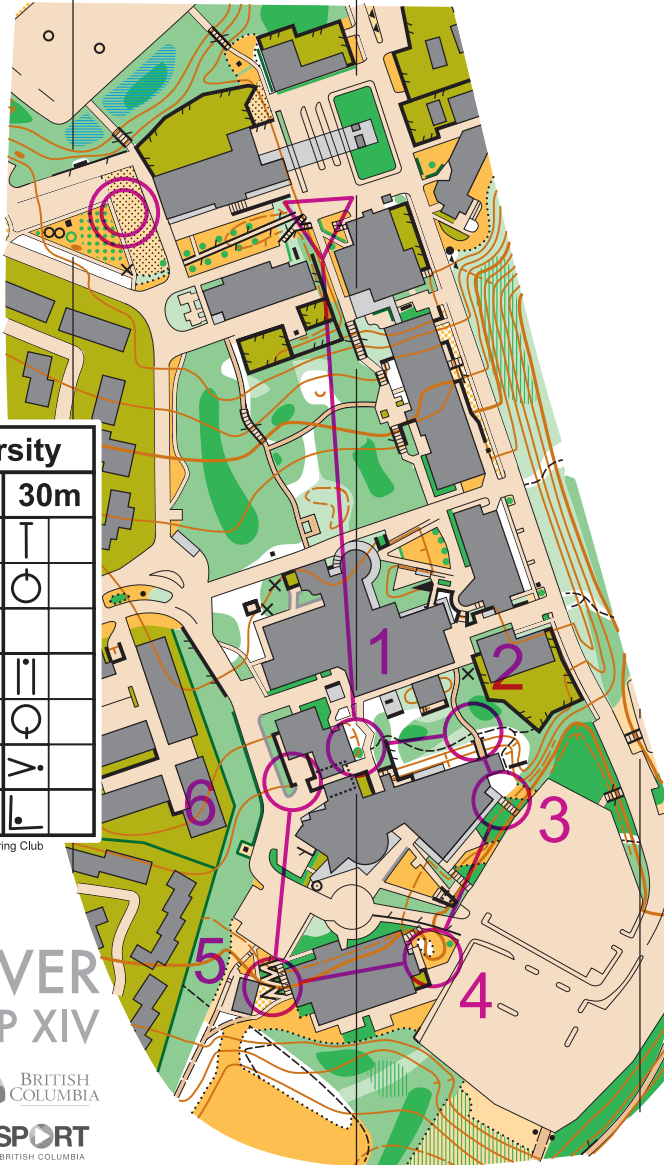 rsity
30m
1
2
3
4
5
6
ring Club
VER
P XIV
BRITISH
COLUMBIA
SPORT
BRITISH COLUMBIA